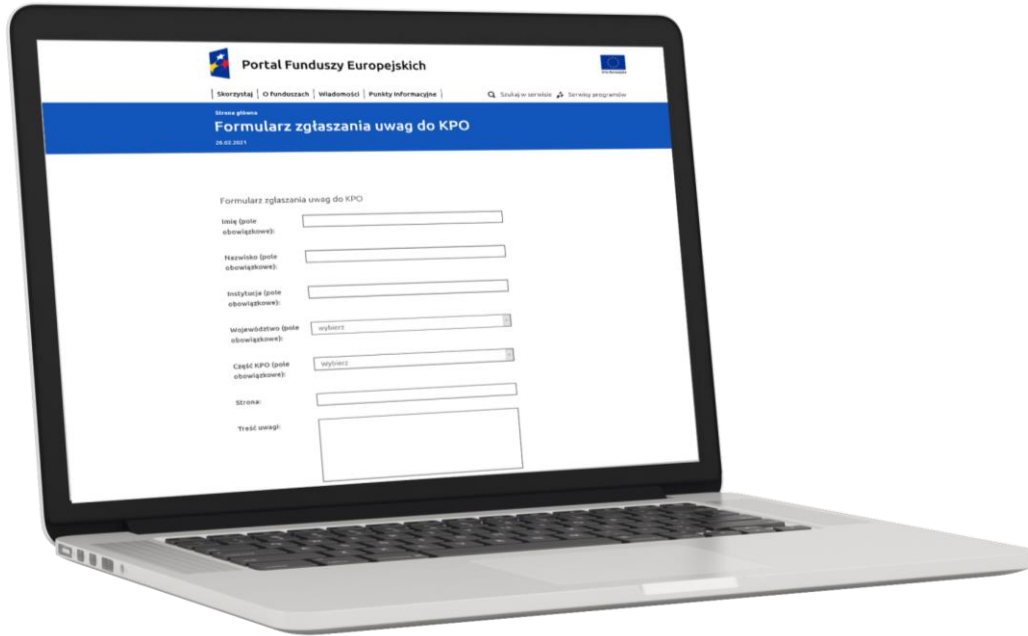 Portal Funduszy Europejskich
Skorzystaj | O Funduszach | Wiadomości | Punkty Informacyjne |
Szukaj w serwisie Serwisy programów
Strona główna
Formularz zgłaszania uwag do KPO
26.02.2021
Formularz zgłaszania uwag do KPO
Imię (pole
obowiązkowe):
Nazwisko (pole
obowiązkowe):
Instytucja (pole
obowiązkowe):
Województwo (pole
obowiązkowe):
wybierz
Część KPO (pole
obowiązkowe):
Wybierz
Strona:
Treść uwagi: